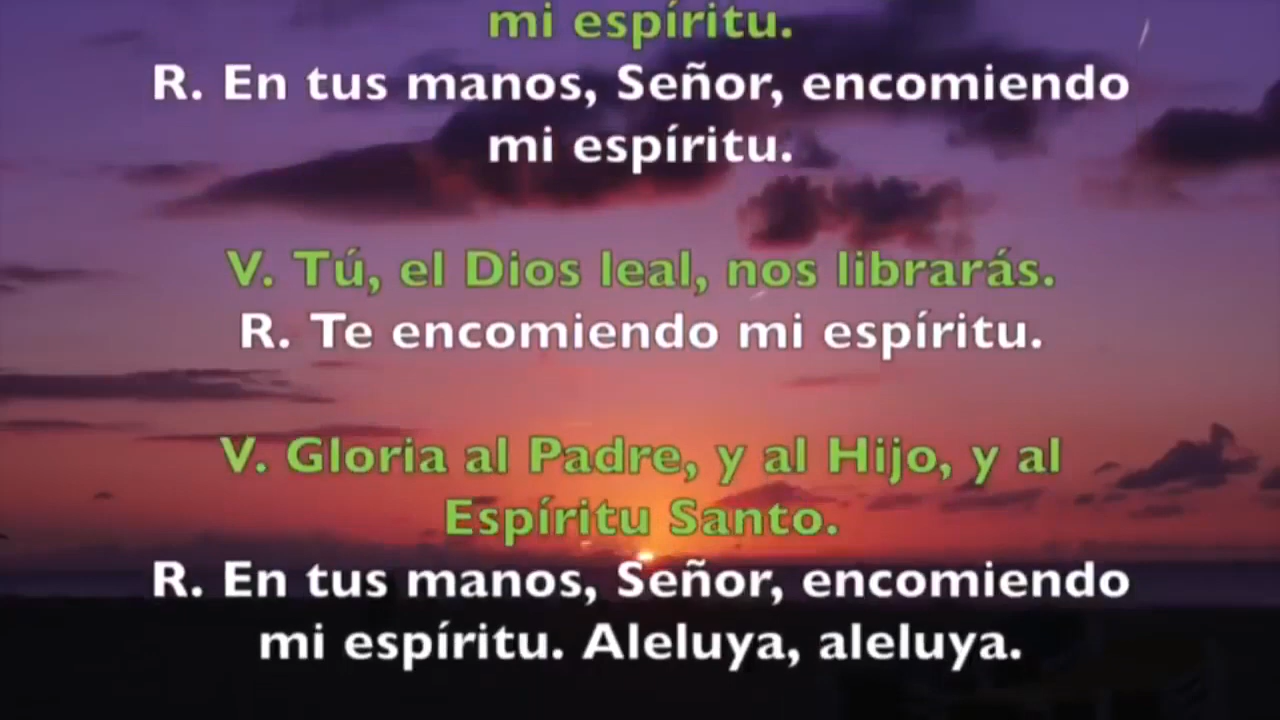 mi espíritu.
R. En tus manos, Señor, encomiendo
mi espíritu.
V. Tú, el Dios leal, nos librarás.
R. Te encomiendo mi espíritu.
V. Gloria al Padre, y al Hijo, y al
Espíritu Santo.
R. En tus manos, Señor, encomiendo
mi espíritu. Aleluya, aleluya.